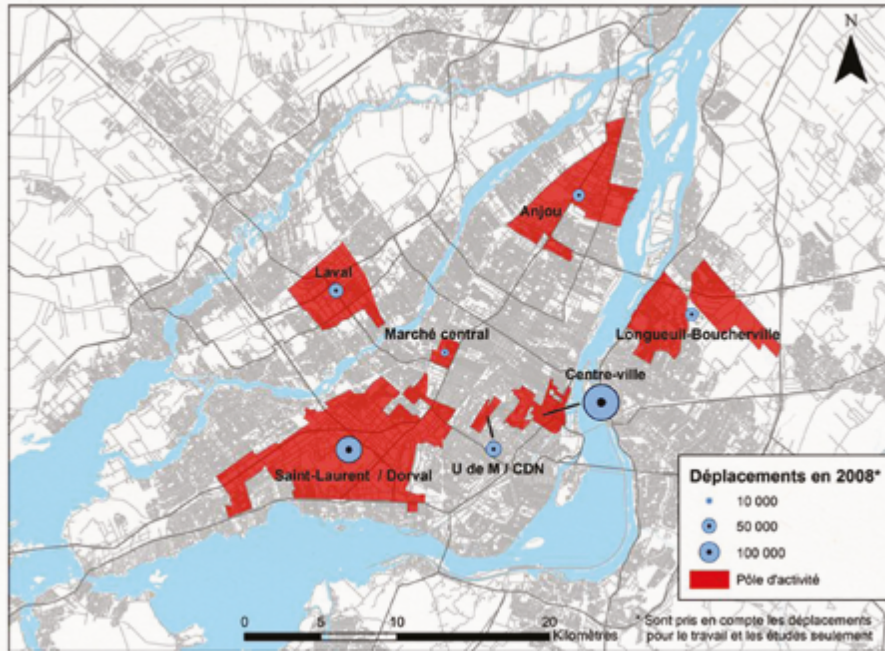 N
Anjou
Laval
Marché central
Longueuil-Boucherville
Centre-ville
Saint-Laurent / Dorval
U de M / CDN
Déplacements en 2008*
10 000
50 000
100 000
Pôle d'activité
0 5 10 20
Kilomètres
* Sont pris en compte les déplacements
pour le travail et les études seulement